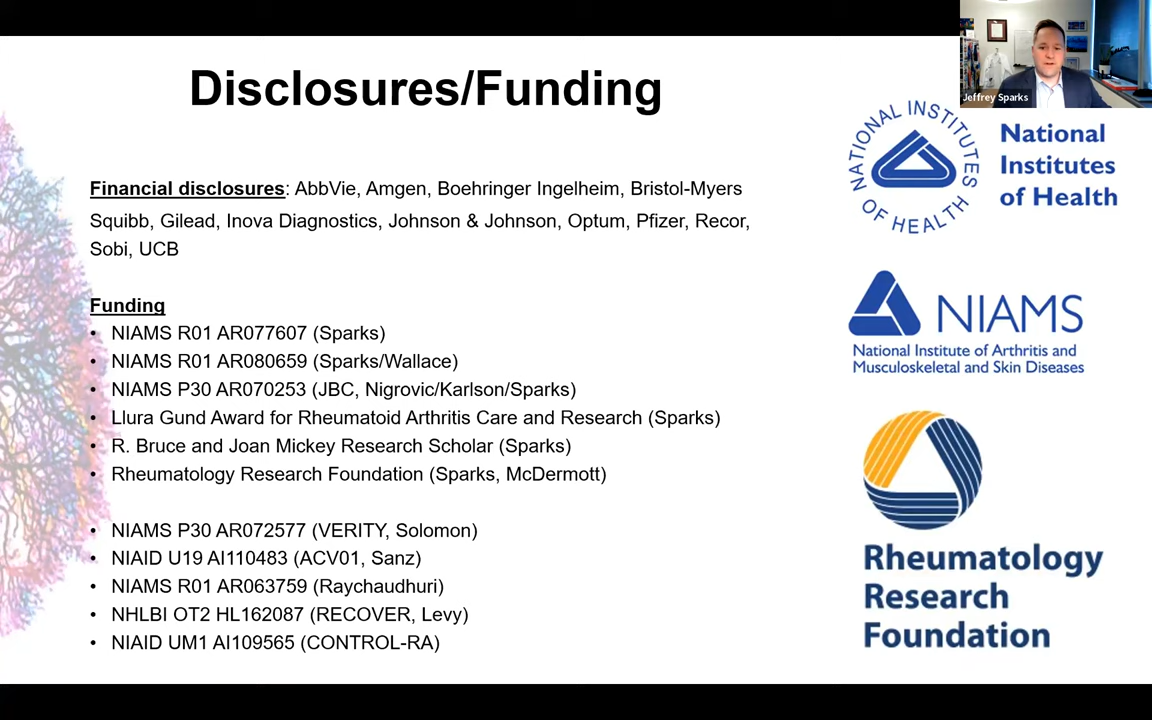 Disclosures/Funding
Jeffrey Sparks
Financial disclosures: AbbVie, Amgen, Boehringer Ingelheim, Bristol-Myers
Squibb, Gilead, Inova Diagnostics, Johnson & Johnson, Optum, Pfizer, Recor,
Sobi, UCB
Funding
• NIAMS R01 AR077607 (Sparks)
• NIAMS R01 AR080659 (Sparks/Wallace)
• NIAMS P30 AR070253 (JBC, Nigrovic/Karlson/Sparks)
• Llura Gund Award for Rheumatoid Arthritis Care and Research (Sparks)
• R. Bruce and Joan Mickey Research Scholar (Sparks)
• Rheumatology Research Foundation (Sparks, McDermott)
• NIAMS P30 AR072577 (VERITY, Solomon)
• NIAID U19 AI110483 (ACV01, Sanz)
• NIAMS R01 AR063759 (Raychaudhuri)
• NHLBI OT2 HL162087 (RECOVER, Levy)
• NIAID UM1 AI109565 (CONTROL-RA)
NATIONAL INSTITUTES
OF HEALTH
National
Institutes
of Health
NIAMS
National Institute of Arthritis and
Musculoskeletal and Skin Diseases
Rheumatology
Research
Foundation